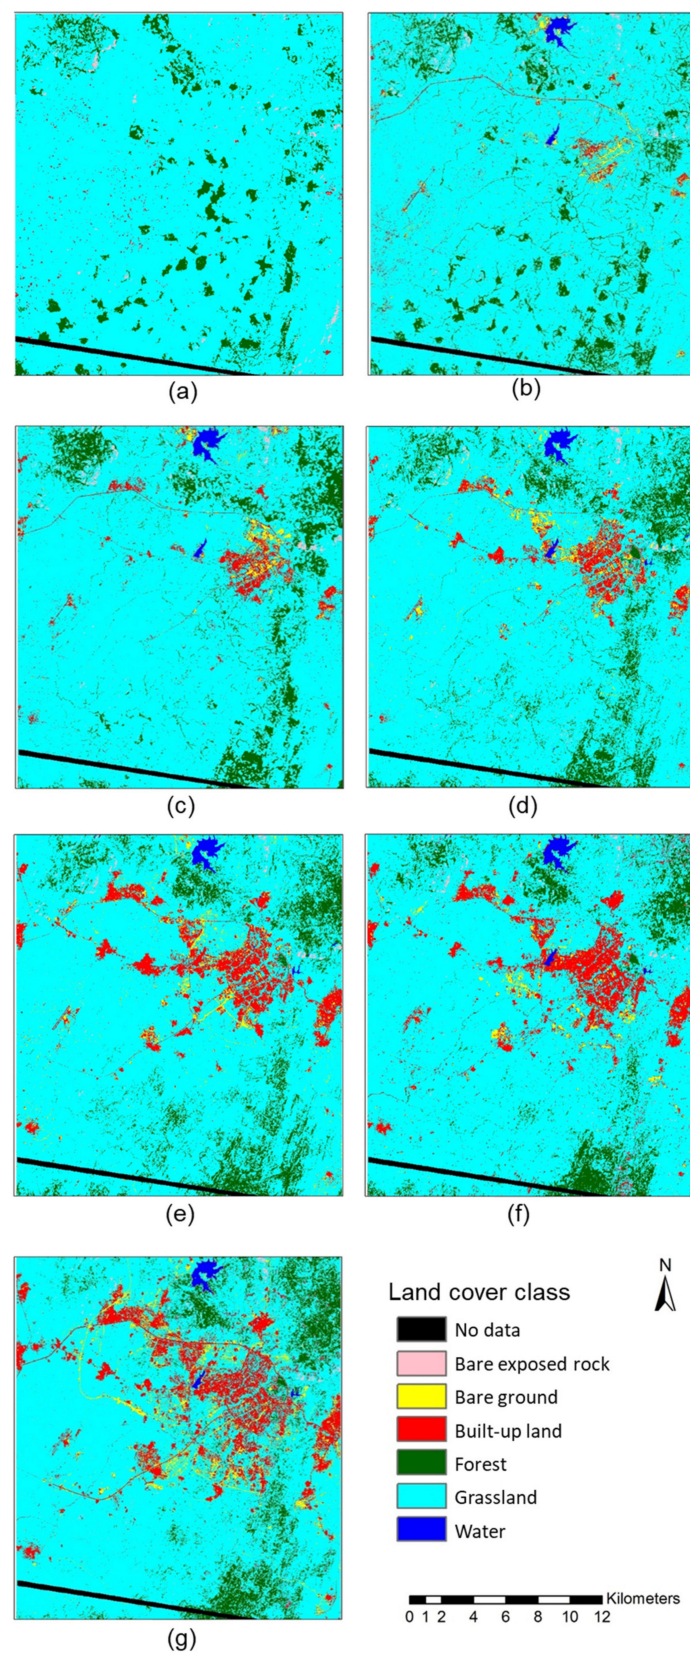 (a)
(b)
(c)
(d)
(e)
(f)
(g)
Land cover class
No data
Bare exposed rock
Bare ground
Built-up land
Forest
Grassland
Water
N
Kilometers
0 1 2 4 6 8 10 12